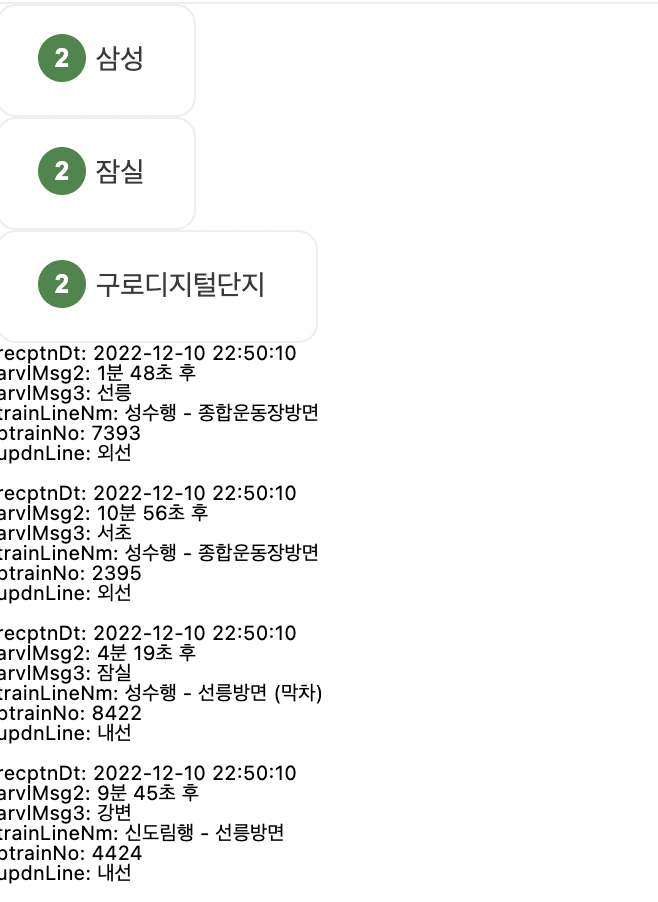 2 삼성
2 잠실
2 구로디지털단지
recptnDt: 2022-12-10 22:50:10
arvlMsg2: 1분 48초 후
arvlMsg3: 선릉
trainLineNm: 성수행 - 종합운동장방면
btrainNo: 7393
updnLine: 외선
recptnDt: 2022-12-10 22:50:10
arvlMsg2: 10분 56초 후
arvlMsg3: 서초
trainLineNm: 성수행 - 종합운동장방면
btrainNo: 2395
updnLine: 외선
recptnDt: 2022-12-10 22:50:10
arvlMsg2: 4분 19초 후
arvlMsg3: 잠실
trainLineNm: 성수행 - 선릉방면 (막차)
btrainNo: 8422
updnLine: 내선
recptnDt: 2022-12-10 22:50:10
arvlMsg2: 9분 45초 후
arvlMsg3: 강변
trainLineNm: 신도림행 - 선릉방면
btrainNo: 4424
updnLine: 내선